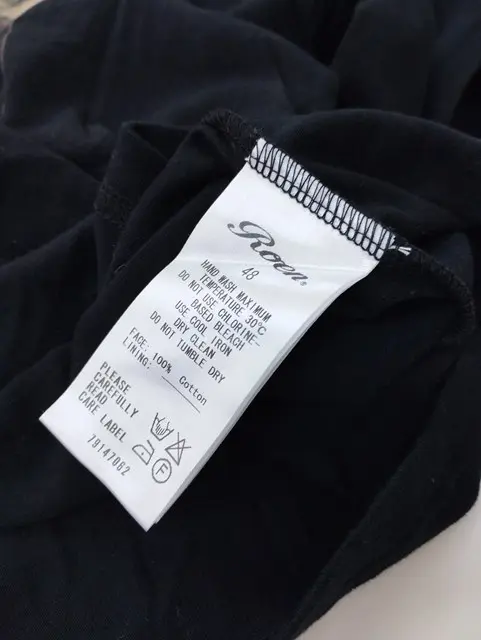 Roen®
48
HAND WASH MAXIMUM
TEMPERATURE 30°C
DO NOT USE CHLORINE-
BASED BLEACH
USE COOL IRON
DRY CLEAN
DO NOT TUMBLE DRY
FACE: 100% Cotton
LINING:
PLEASE
CAREFULLY
READ
CARE LABEL
79147062
F